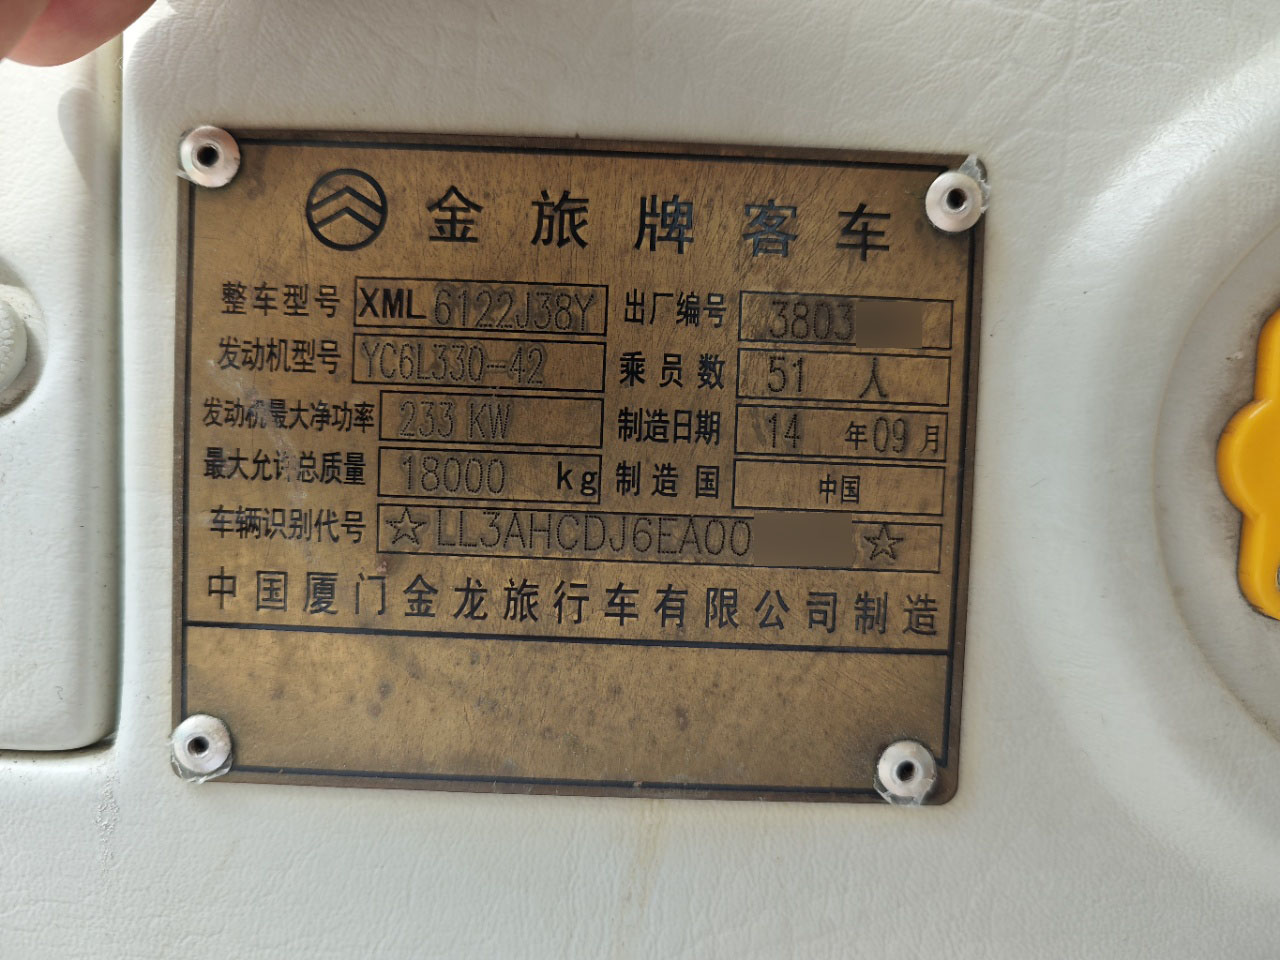 金旅牌客车
整车型号 XML 6122J38Y 出厂编号 3803
发动机型号 YC6L330-42 乘员数 51 人
发动机最大净功率 233 KW 制造日期 14 年 09 月
最大允许总质量 18000 kg 制造国 中国
车辆识别代号 ☆LL3AHCDJ6EA00 ☆
中国厦门金龙旅行车有限公司制造